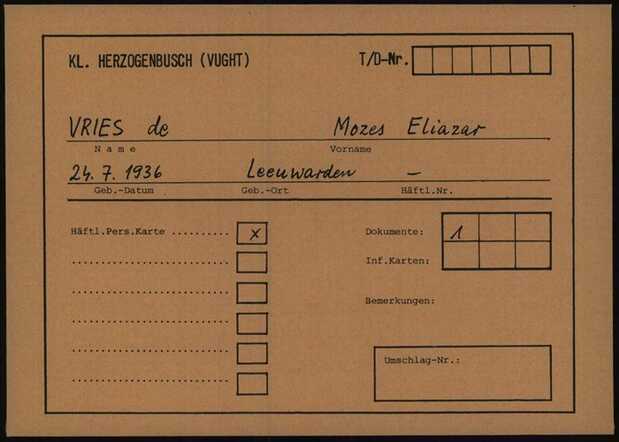 KL. HERZOGENBUSCH (VUGHT) T/D-Nr.
VRIES de Mozes Eliazar
Name Vorname
24.7.1936 Leeuwarden –
Geb.-Datum Geb.-Ort Häftl.Nr.
Häftl.Pers.Karte .......... x Dokumente: 1
Inf.Karten:
Bemerkungen:
Umschlag-Nr.: